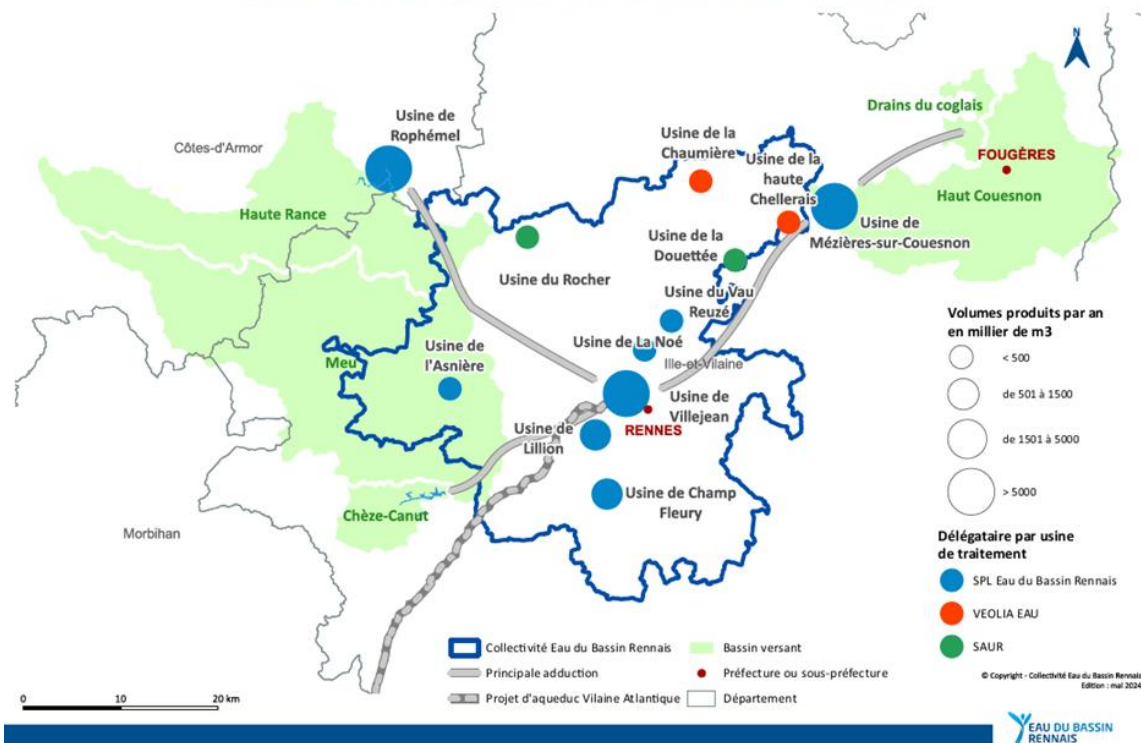 Drains du coglais
Usine de
Rophémel
Côtes-d'Armor
Usine de la
Chaumière
Usine de la
haute
Chellerais
FOUGÈRES
Haut Couesnon
Haute Rance
Usine de
Mézières-sur-Couesnon
Usine de la
Douettée
Usine du Rocher
Usine du Vau
Reuzé
Usine de La Noé
Ille-et-Vilaine
Usine de
l'Asnière
Meu
Usine de
Villejean
RENNES
Usine de
Lillion
Usine de Champ
Fleury
Chèze-Canut
Morbihan
N
Volumes produits par an
en millier de m3
< 500
de 501 à 1500
de 1501 à 5000
> 5000
Délégataire par usine
de traitement
SPL Eau du Bassin Rennais
VEOLIA EAU
SAUR
Collectivité Eau du Bassin Rennais
Bassin versant
Principale adduction
Préfecture ou sous-préfecture
Projet d'aqueduc Vilaine Atlantique
Département
0 10 20 km
© Copyright - Collectivité Eau du Bassin Rennais
Edition : mai 2024
EAU DU BASSIN
RENNAIS